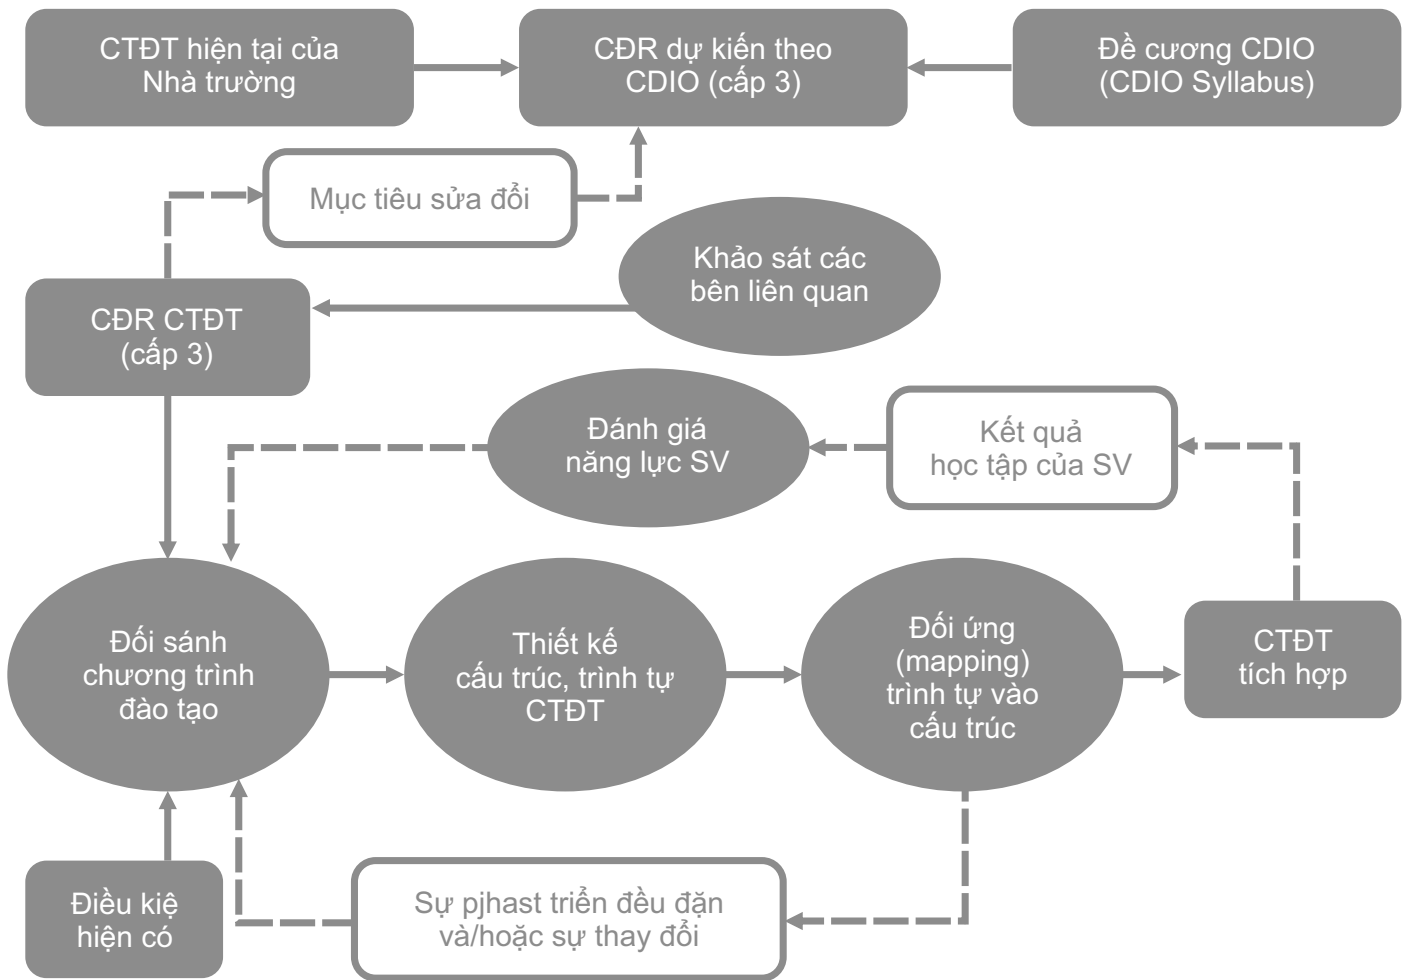 CTĐT hiện tại của
Nhà trường
CĐR dự kiến theo
CDIO (cấp 3)
Đề cương CDIO
(CDIO Syllabus)
Mục tiêu sửa đổi
Khảo sát các
bên liên quan
CĐR CTĐT
(cấp 3)
Đánh giá
năng lực SV
Kết quả
học tập của SV
Đối sánh
chương trình
đào tạo
Thiết kế
cấu trúc, trình tự
CTĐT
Đối ứng
(mapping)
trình tự vào
cấu trúc
CTĐT
tích hợp
Điều kiệ
hiện có
Sự pjhast triển đều đặn
và/hoặc sự thay đổi